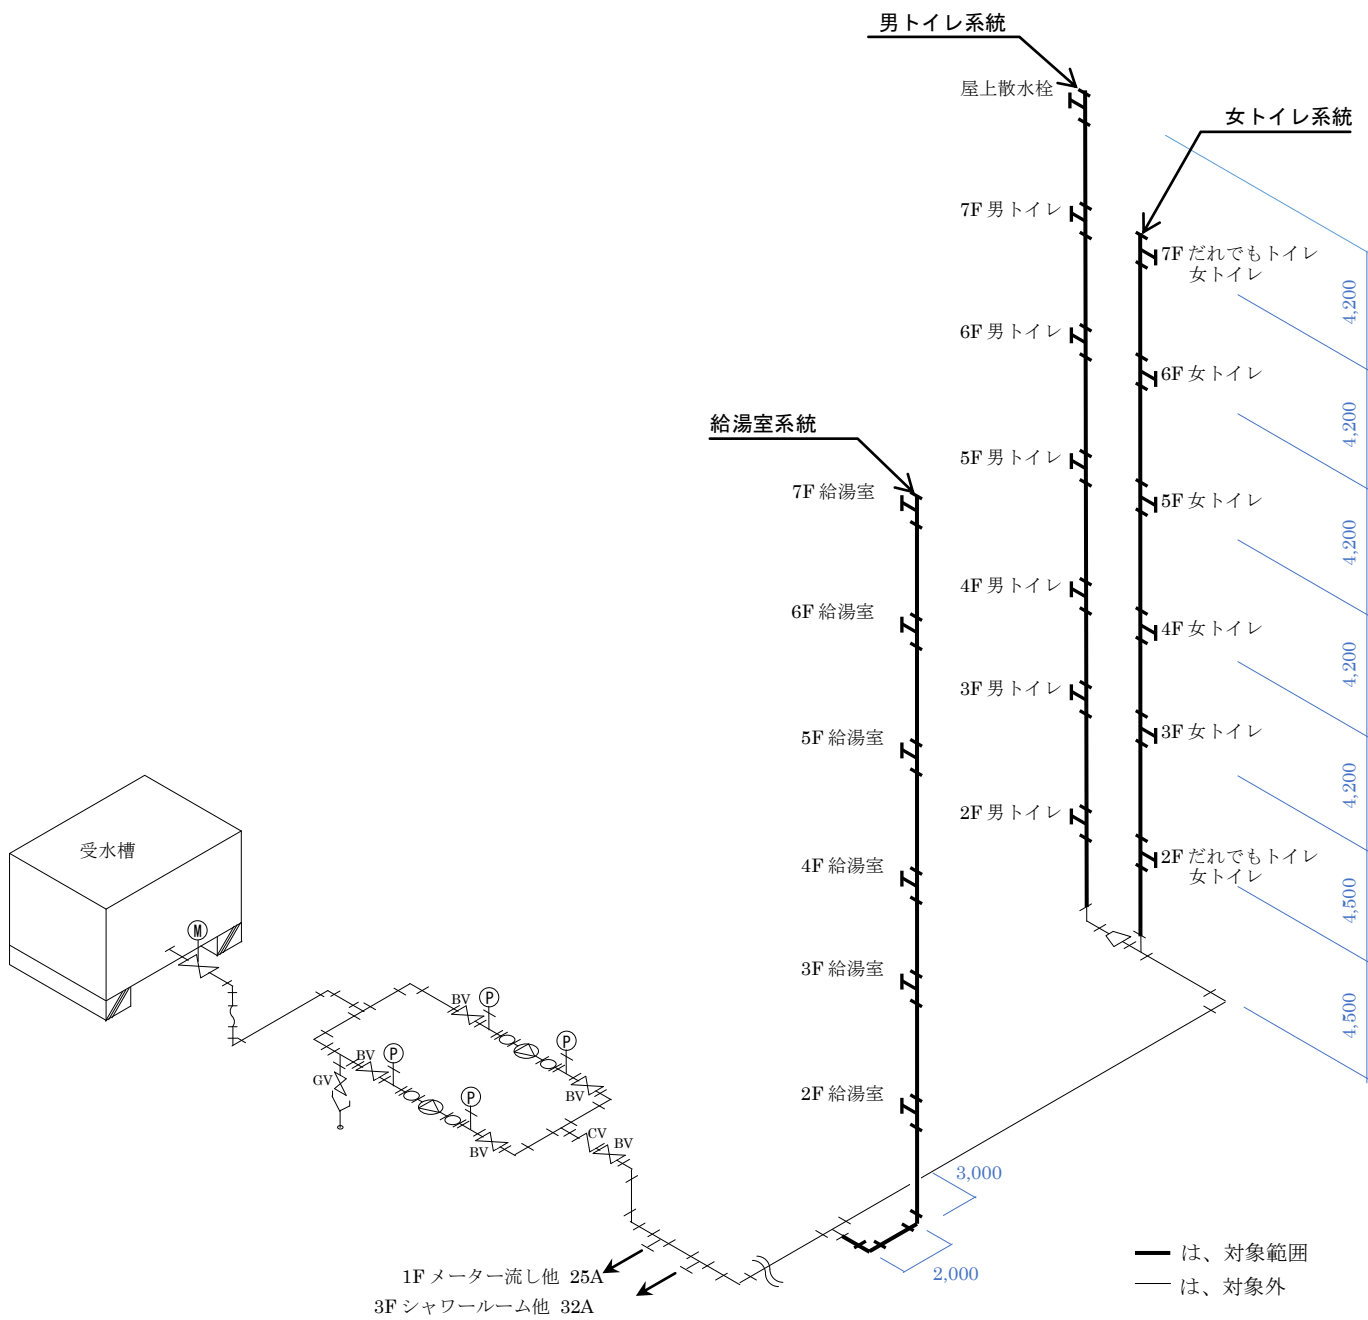 男トイレ系統
屋上散水栓
女トイレ系統
7F 男トイレ
7F だれでもトイレ
女トイレ
4,200
6F 男トイレ
6F 女トイレ
4,200
給湯室系統
5F 男トイレ
7F 給湯室
5F 女トイレ
4,200
4F 男トイレ
6F 給湯室
4F 女トイレ
4,200
3F 男トイレ
5F 給湯室
3F 女トイレ
4,200
2F 男トイレ
受水槽
4F 給湯室
2F だれでもトイレ
女トイレ
4,500
M
3F 給湯室
4,500
BV
P
P
BV
P
GV
BV
P
2F 給湯室
CV
BV
BV
3,000
2,000
1F メーター流し他 25A
3F シャワールーム他 32A
は、対象範囲
は、対象外